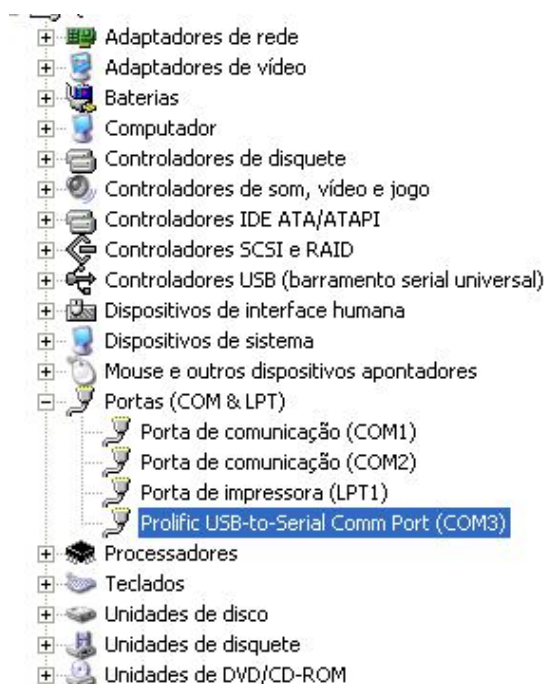 Adaptadores de rede
Adaptadores de vídeo
Baterias
Computador
Controladores de disquete
Controladores de som, vídeo e jogo
Controladores IDE ATA/ATAPI
Controladores SCSI e RAID
Controladores USB (barramento serial universal)
Dispositivos de interface humana
Dispositivos de sistema
Mouse e outros dispositivos apontadores
Portas (COM & LPT)
Porta de comunicação (COM1)
Porta de comunicação (COM2)
Porta de impressora (LPT1)
Prolific USB-to-Serial Comm Port (COM3)
Processadores
Teclados
Unidades de disco
Unidades de disquete
Unidades de DVD/CD-ROM